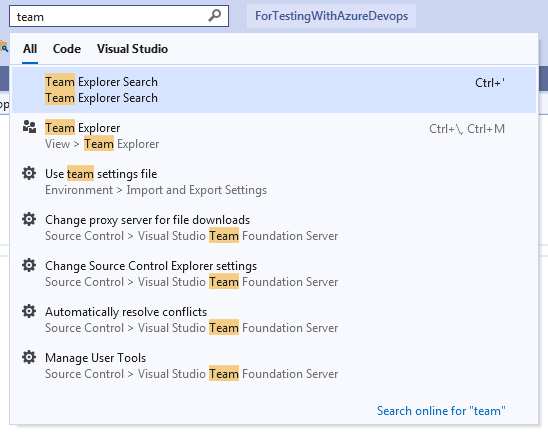 team
ForTestingWithAzureDevops
All Code Visual Studio
op
Team Explorer Search Ctrl+'
Team Explorer Search
Team Explorer Ctrl+\, Ctrl+M
View > Team Explorer
Use team settings file
Environment > Import and Export Settings
Change proxy server for file downloads
Source Control > Visual Studio Team Foundation Server
Change Source Control Explorer settings
Source Control > Visual Studio Team Foundation Server
Automatically resolve conflicts
Source Control > Visual Studio Team Foundation Server
Manage User Tools
Source Control > Visual Studio Team Foundation Server
Search online for "team"